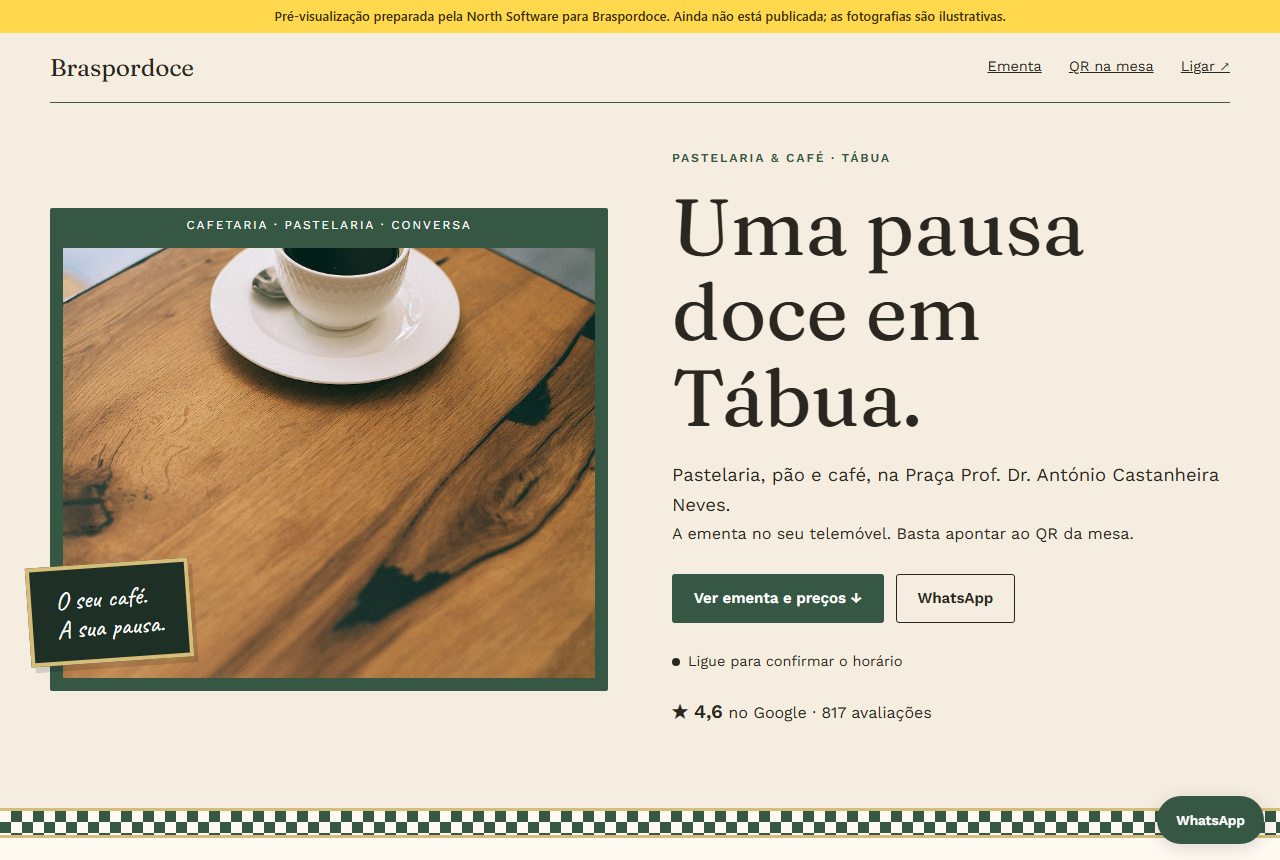 Pré-visualização preparada pela North Software para Braspordoce. Ainda não está publicada; as fotografias são ilustrativas.
Braspordoce
Ementa
QR na mesa
Ligar ↗
PASTELARIA & CAFÉ · TÁBUA
CAFETARIA · PASTELARIA · CONVERSA
Uma pausa
doce em
Tábua.
Pastelaria, pão e café, na Praça Prof. Dr. António Castanheira
Neves.
A ementa no seu telemóvel. Basta apontar ao QR da mesa.
O seu café.
A sua pausa.
Ver ementa e preços ↓
WhatsApp
Ligue para confirmar o horário
★ 4,6 no Google · 817 avaliações
WhatsApp